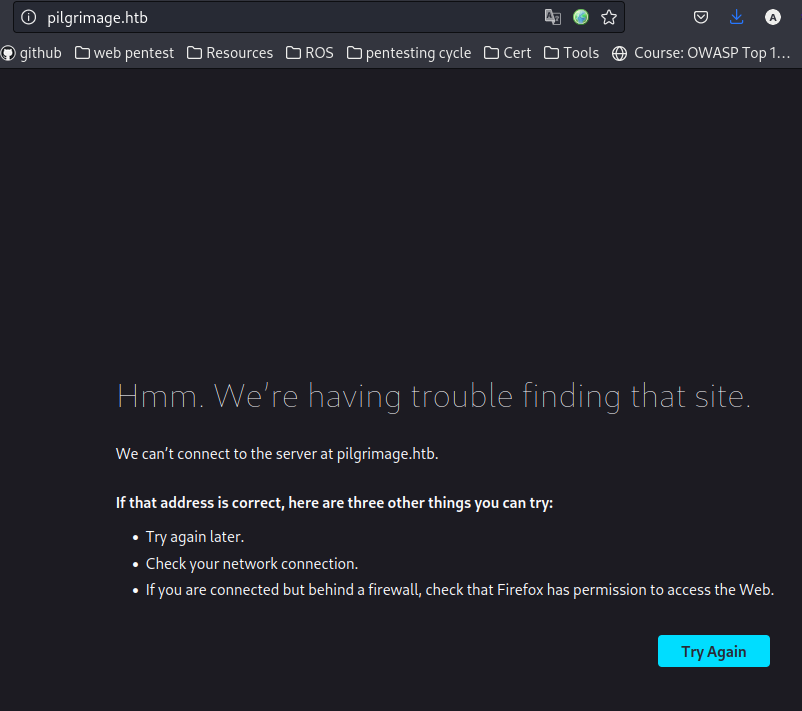 pilgrimage.htb
github web pentest Resources ROS pentesting cycle Cert Tools Course: OWASP Top 1...
Hmm. We're having trouble finding that site.
We can't connect to the server at pilgrimage.htb.
If that address is correct, here are three other things you can try:
• Try again later.
• Check your network connection.
• If you are connected but behind a firewall, check that Firefox has permission to access the Web.
Try Again